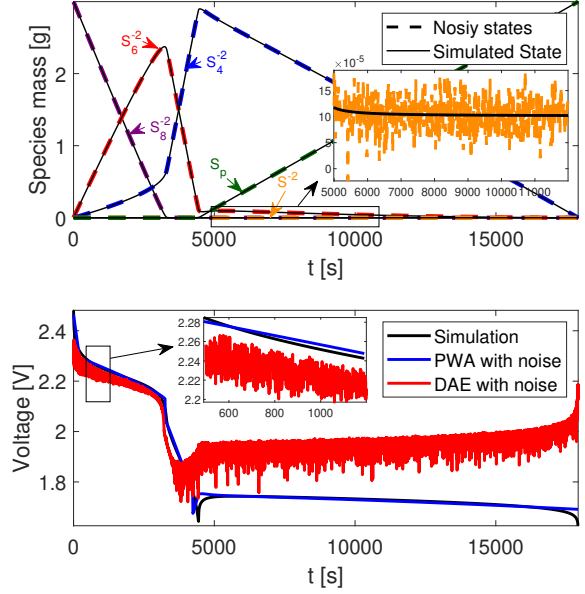 Species mass [g]
2
0
S₆⁻²
S₄⁻²
S₈⁻²
Sₚ
S⁻²
Nosiy states
Simulated State
×10⁻⁵
15
10
5
0
5000
6000
7000
8000
9000
10000
11000
0 5000 10000 15000
t [s]
Voltage [V]
2.4
2.2
2
1.8
2.28
2.26
2.24
2.22
2.2
600 800 1000
Simulation
PWA with noise
DAE with noise
0 5000 10000 15000
t [s]